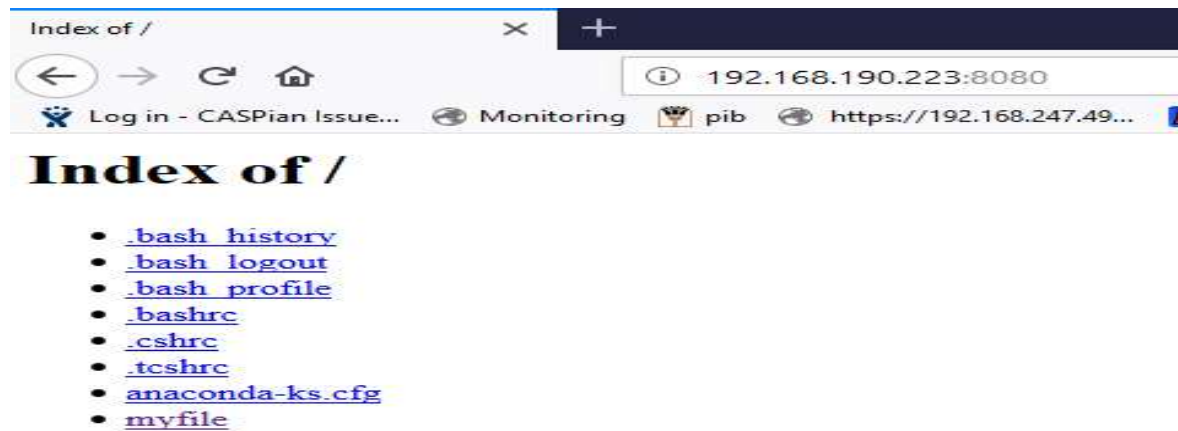 Index of /
192.168.190.223:8080
Log in - CASPian Issue... Monitoring pib https://192.168.247.49...
Index of /
.bash_history
.bash_logout
.bash_profile
.bashrc
.cshrc
.tcshrc
anaconda-ks.cfg
myfile